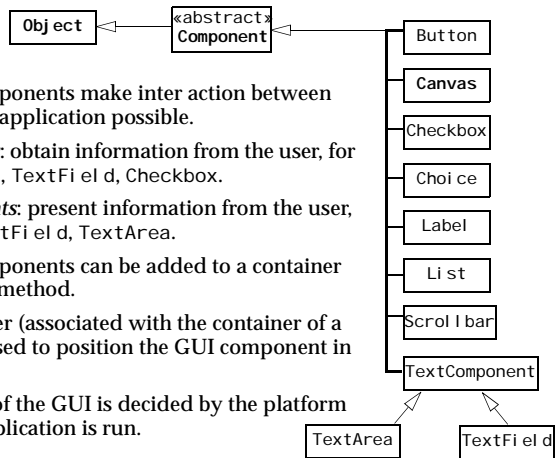 Object
«abstract»
Component
Button
Canvas
Checkbox
Choice
Label
List
Scrollbar
TextComponent
TextArea
TextField
ponents make inter action between
application possible.
: obtain information from the user, for
, TextField, Checkbox.
nts: present information from the user,
tField, TextArea.
ponents can be added to a container
method.
er (associated with the container of a
sed to position the GUI component in
of the GUI is decided by the platform
plication is run.